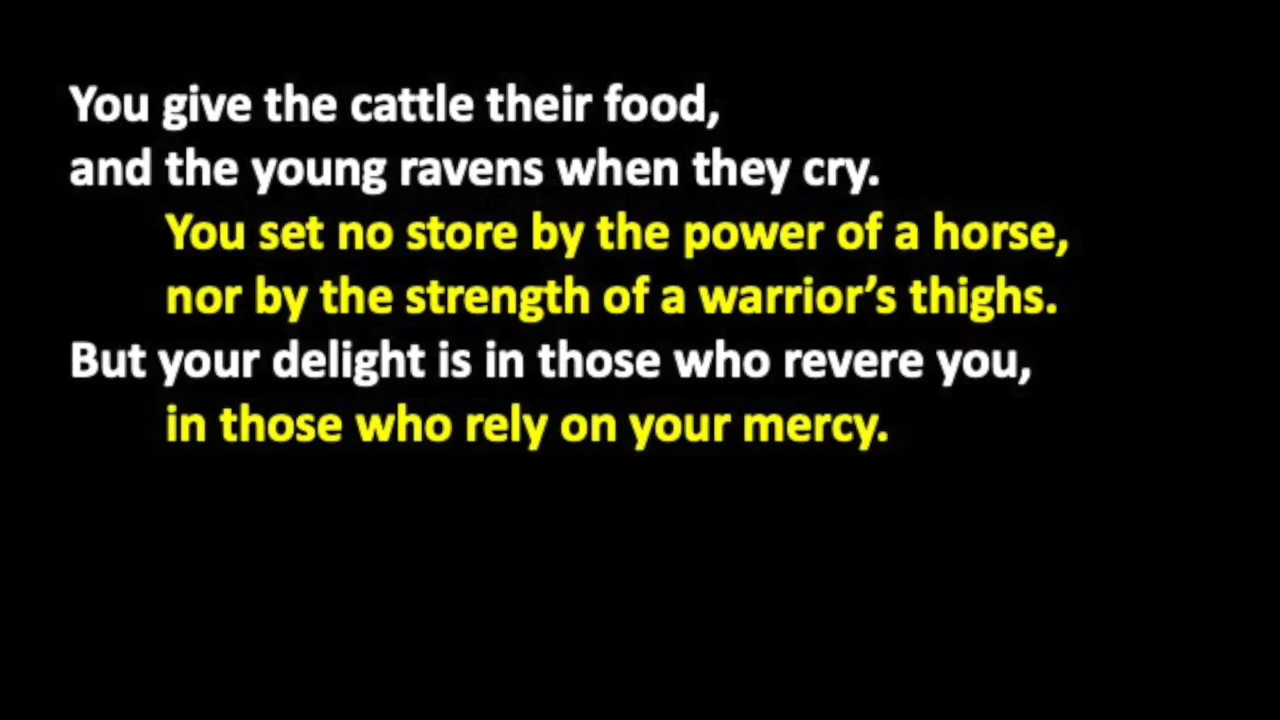 You give the cattle their food,
and the young ravens when they cry.
You set no store by the power of a horse,
nor by the strength of a warrior’s thighs.
But your delight is in those who revere you,
in those who rely on your mercy.